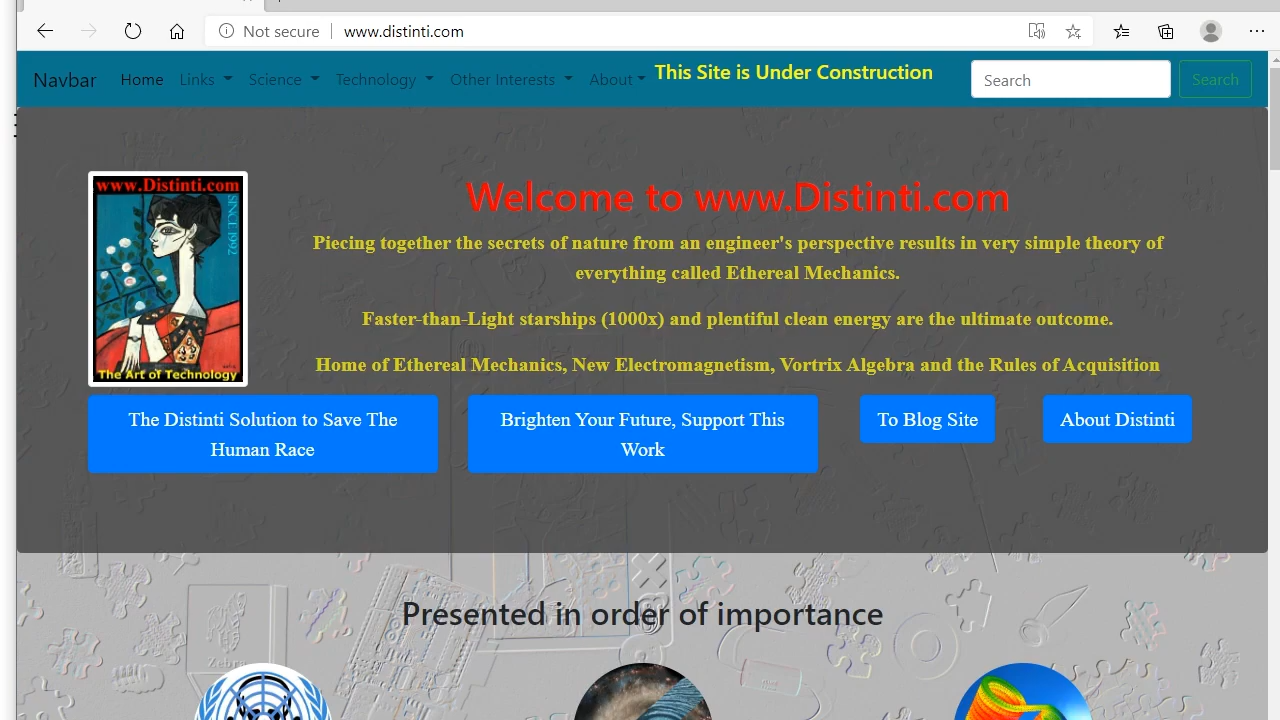 Not secure www.distinti.com
Navbar Home Links Science Technology Other Interests About This Site is Under Construction Search Search
www.Distinti.com
SINCE 1992
The Art of Technology
Welcome to www.Distinti.com
Piecing together the secrets of nature from an engineer's perspective results in very simple theory of
everything called Ethereal Mechanics.
Faster-than-Light starships (1000x) and plentiful clean energy are the ultimate outcome.
Home of Ethereal Mechanics, New Electromagnetism, Vortrix Algebra and the Rules of Acquisition
The Distinti Solution to Save The
Human Race
Brighten Your Future, Support This
Work
To Blog Site
About Distinti
Presented in order of importance
Zebra